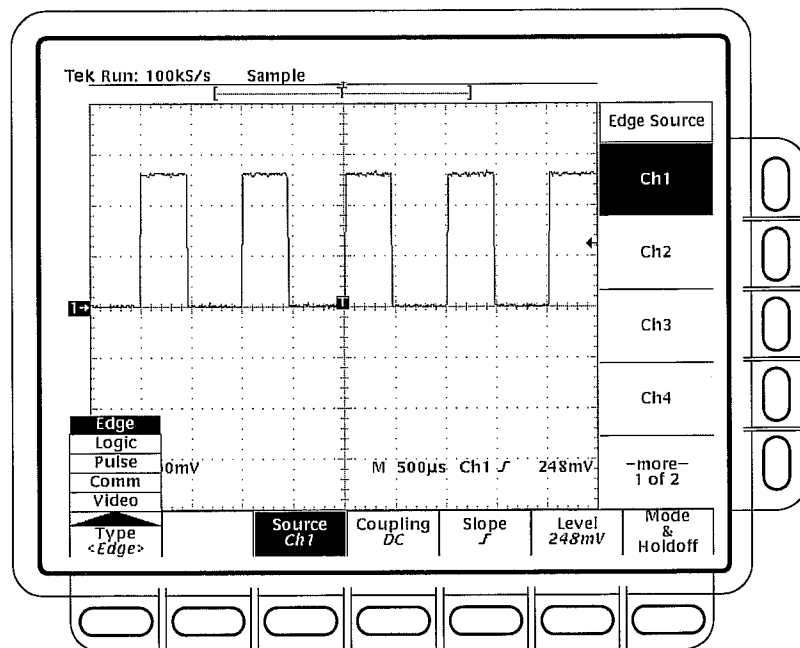 Tek Run: 100kS/s Sample
[ T ]
T
1→
Edge Source
Ch1
Ch2
Ch3
Ch4
–more–
1 of 2
0mV M 500µs Ch1 248mV
Edge
Logic
Pulse
Comm
Video
Type
<Edge>
Source
Ch1
Coupling
DC
Slope
Level
248mV
Mode
&
Holdoff